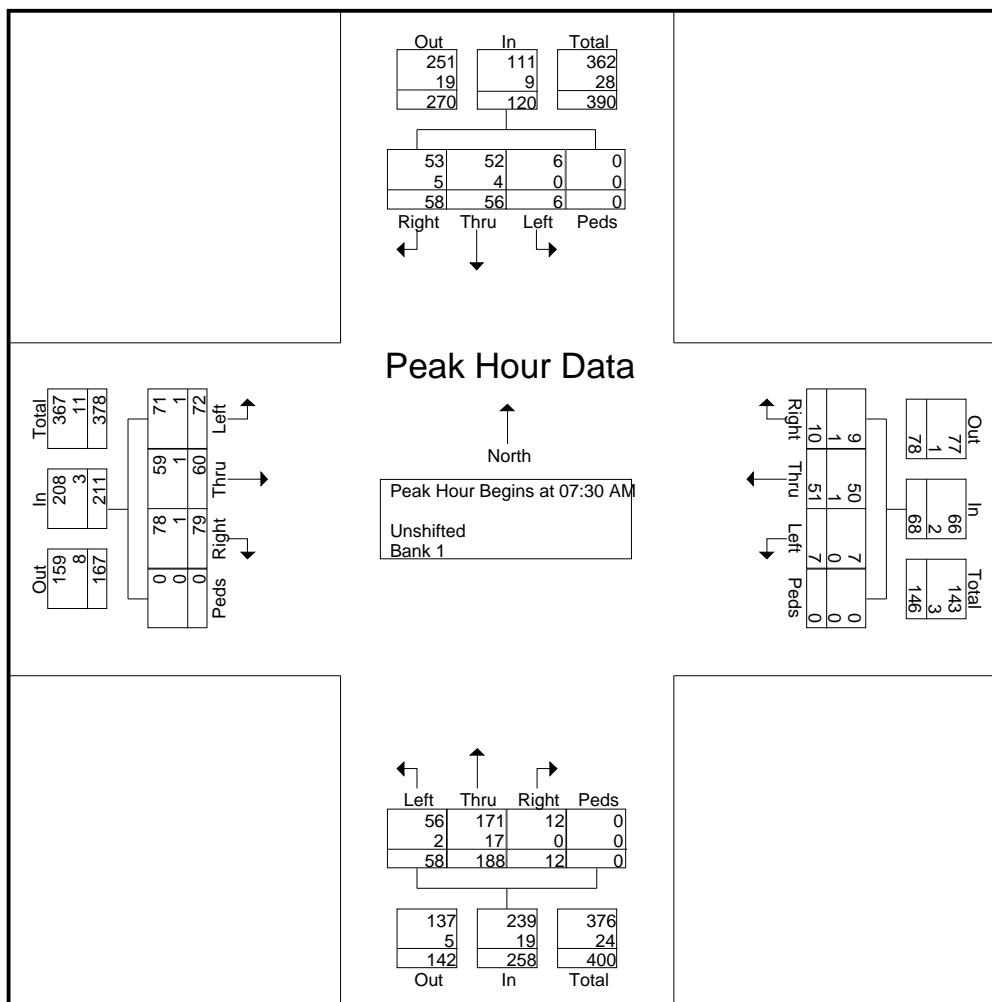 Out In Total
251 111 362
19 9 28
270 120 390
53 52 6 0
5 4 0 0
58 56 6 0
Right Thru Left Peds
Peak Hour Data
North
Peak Hour Begins at 07:30 AM
Unshifted
Bank 1
Left Thru Right Peds
71 59 78 0
1 1 1 0
72 60 79 0
Total In Out
367 208 159
11 3 8
378 211 167
Right Thru Left Peds
9 50 7 0
1 1 0 0
10 51 7 0
Out In Total
77 66 143
1 2 3
78 68 146
Left Thru Right Peds
56 171 12 0
2 17 0 0
58 188 12 0
137 239 376
5 19 24
142 258 400
Out In Total